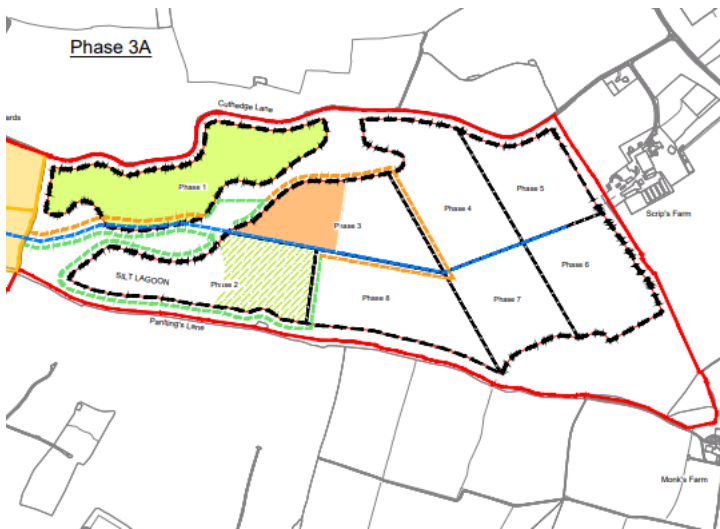 Phase 3A
Cuthedge Lane
ards
Phase 1
Phase 5
Phase 4
Scrip's Farm
Phase 3
Phase 6
SILT LAGOON
Phase 2
Phase 8
Phase 7
Pantling's Lane
Monk's Farm